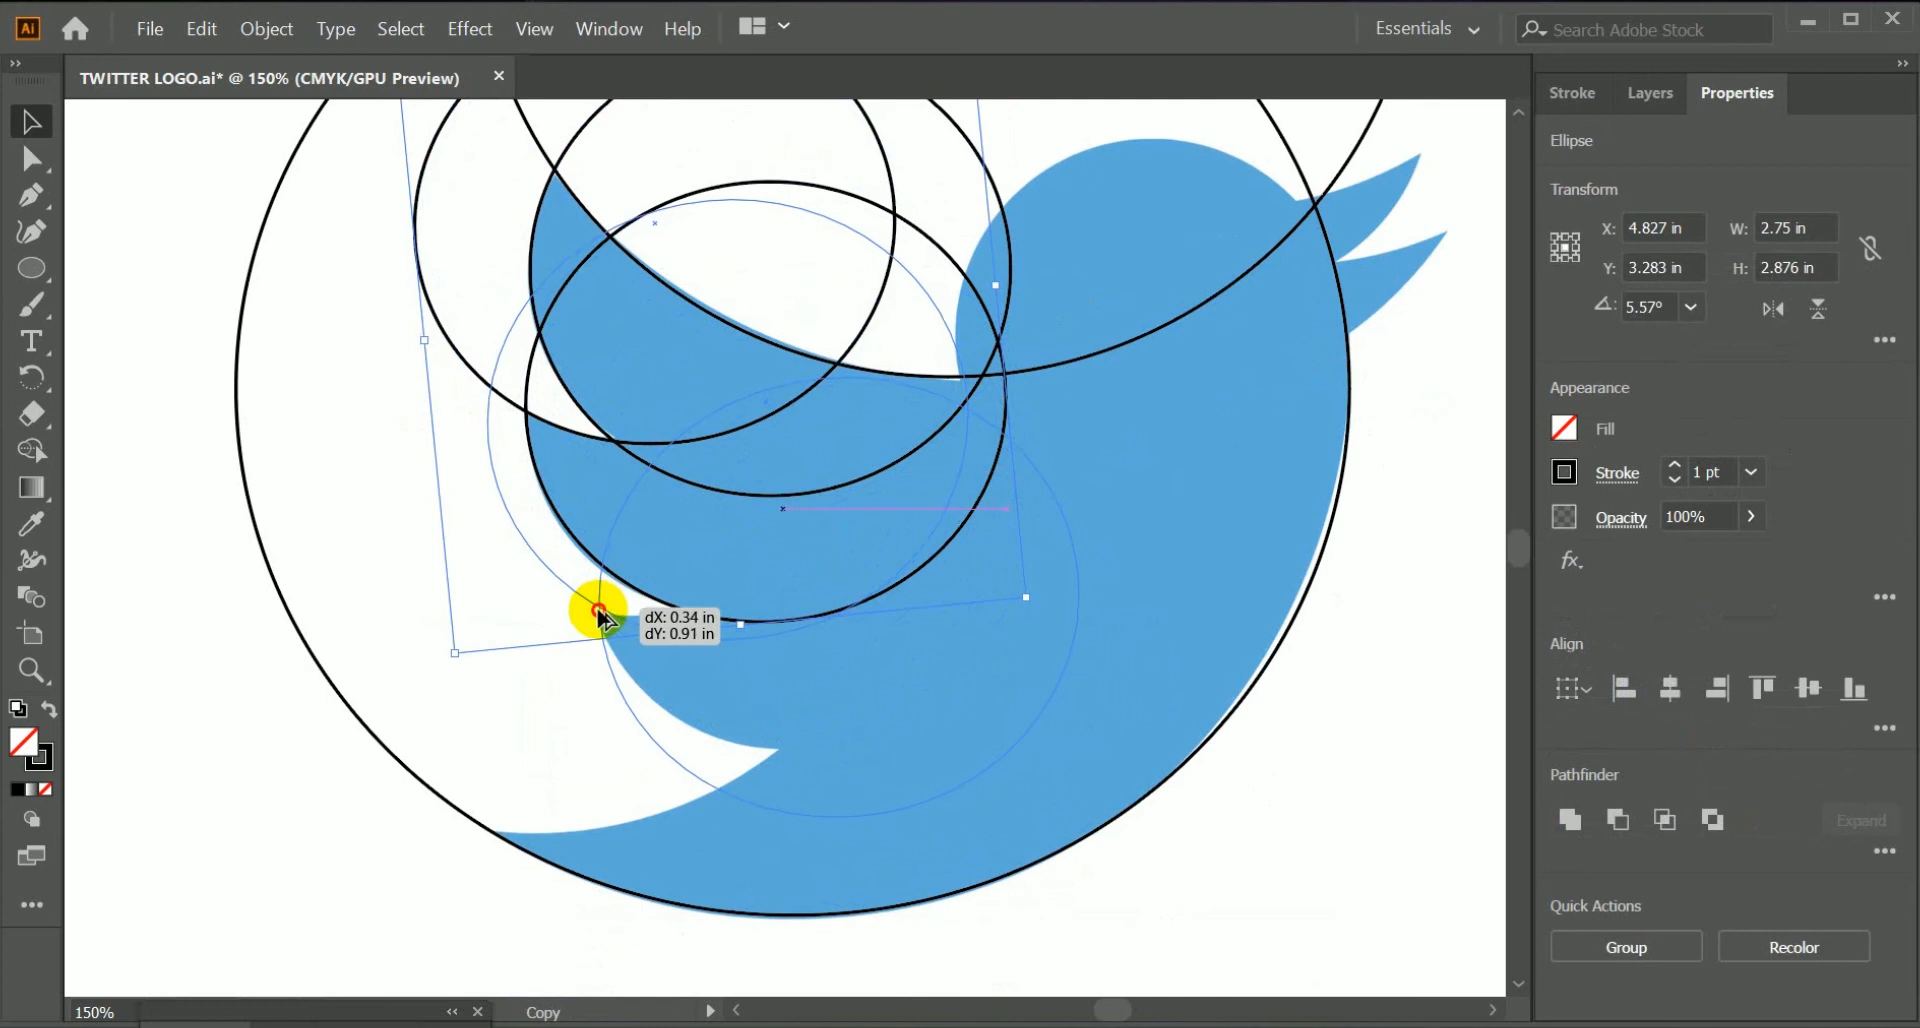 Ai File Edit Object Type Select Effect View Window Help Essentials Search Adobe Stock
TWITTER LOGO.ai* @ 150% (CMYK/GPU Preview)
Stroke Layers Properties
Ellipse
Transform
X: 4.827 in W: 2.75 in
Y: 3.283 in H: 2.876 in
5.57°
Appearance
Fill
Stroke 1 pt
Opacity 100%
fx.
dX: 0.34 in
dY: 0.91 in
Align
Pathfinder
Expand
Quick Actions
Group Recolor
150% Copy